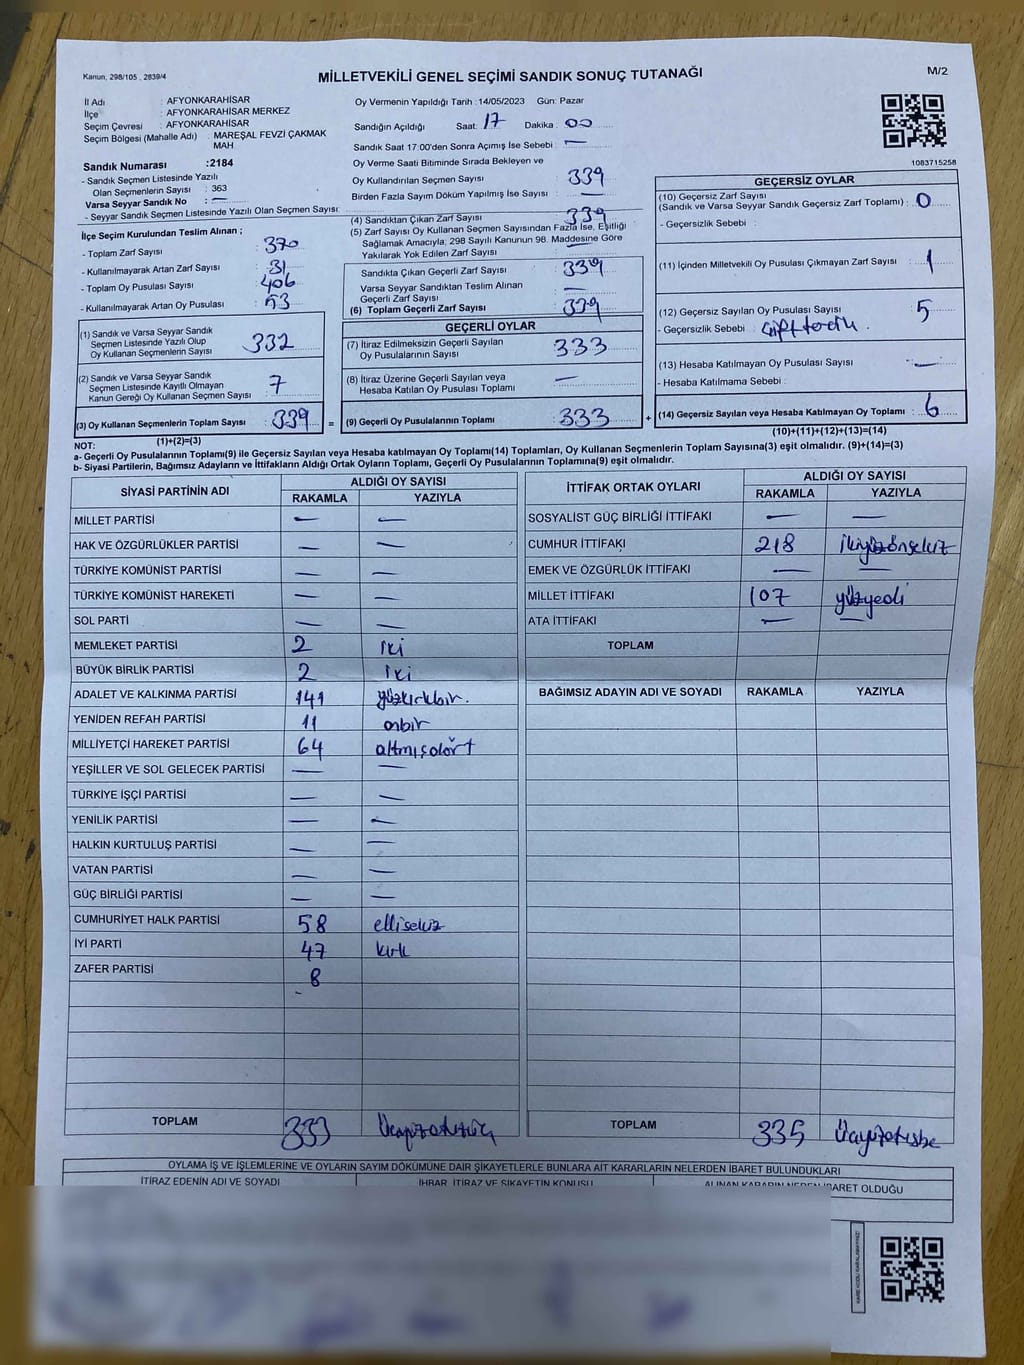 Kanun, 298/105 , 2839/4
MİLLETVEKİLİ GENEL SEÇİMİ SANDIK SONUÇ TUTANAĞI
M/2
İl Adı : AFYONKARAHİSAR
İlçe : AFYONKARAHİSAR MERKEZ
Seçim Çevresi : AFYONKARAHİSAR
Seçim Bölgesi (Mahalle Adı) : MAREŞAL FEVZİ ÇAKMAK MAH.
Sandık Numarası :2184
- Sandık Seçmen Listesinde Yazılı
Olan Seçmenlerin Sayısı : 363
Varsa Seyyar Sandık No : —
- Seyyar Sandık Seçmen Listesinde Yazılı Olan Seçmen Sayısı:
Oy Vermenin Yapıldığı Tarih : 14/05/2023 Gün: Pazar
Sandığın Açıldığı Saat: 17 Dakika : 00
Sandık Saat 17:00'den Sonra Açımış İse Sebebi : —
Oy Verme Saati Bitiminde Sırada Bekleyen ve
Oy Kullandırılan Seçmen Sayısı : 339
Birden Fazla Sayım Döküm Yapılmış İse Sayısı : —
1083715258
İlçe Seçim Kurulundan Teslim Alınan ;
- Toplam Zarf Sayısı : 370
- Kullanılmayarak Artan Zarf Sayısı : 31
- Toplam Oy Pusulası Sayısı : 406
- Kullanılmayarak Artan Oy Pusulası : 53
(1) Sandık ve Varsa Seyyar Sandık
Seçmen Listesinde Yazılı Olup
Oy Kullanan Seçmenlerin Sayısı : 332
(2) Sandık ve Varsa Seyyar Sandık
Seçmen Listesinde Kayıtlı Olmayan
Kanun Gereği Oy Kullanan Seçmen Sayısı : 7
(3) Oy Kullanan Seçmenlerin Toplam Sayısı : 339
(1)+(2)=(3)
(4) Sandıktan Çıkan Zarf Sayısı : 339
(5) Zarf Sayısı Oy Kullanan Seçmen Sayısından Fazla İse, Eşitliği
Sağlamak Amacıyla; 298 Sayılı Kanunun 98. Maddesine Göre
Yakılarak Yok Edilen Zarf Sayısı : —
Sandıkta Çıkan Geçerli Zarf Sayısı : 339
Varsa Seyyar Sandıktan Teslim Alınan
Geçerli Zarf Sayısı : —
(6) Toplam Geçerli Zarf Sayısı : 339
GEÇERLİ OYLAR
(7) İtiraz Edilmeksizin Geçerli Sayılan
Oy Pusulalarının Sayısı : 333
(8) İtiraz Üzerine Geçerli Sayılan veya
Hesaba Katılan Oy Pusulası Toplamı : —
= (9) Geçerli Oy Pusulalarının Toplamı : 333
GEÇERSİZ OYLAR
(10) Geçersiz Zarf Sayısı
(Sandık ve Varsa Seyyar Sandık Geçersiz Zarf Toplamı) : 0
- Geçersizlik Sebebi :
(11) İçinden Milletvekili Oy Pusulası Çıkmayan Zarf Sayısı : 1
(12) Geçersiz Sayılan Oy Pusulası Sayısı : 5
- Geçersizlik Sebebi :
(13) Hesaba Katılmayan Oy Pusulası Sayısı : —
- Hesaba Katılmama Sebebi :
+ (14) Geçersiz Sayılan veya Hesaba Katılmayan Oy Toplamı : 6
(10)+(11)+(12)+(13)=(14)
NOT:
a- Geçerli Oy Pusulalarının Toplamı(9) ile Geçersiz Sayılan veya Hesaba Katılmayan Oy Toplamı(14) Toplamları, Oy Kullanan Seçmenlerin Toplam Sayısına(3) eşit olmalıdır. (9)+(14)=(3)
b- Siyasi Partilerin, Bağımsız Adayların ve İttifakların Aldığı Ortak Oyların Toplamı, Geçerli Oy Pusulalarının Toplamına(9) eşit olmalıdır.
SİYASİ PARTİNİN ADI ALDIĞI OY SAYISI
RAKAMLA YAZIYLA
MİLLET PARTİSİ — —
HAK VE ÖZGÜRLÜKLER PARTİSİ — —
TÜRKİYE KOMÜNİST PARTİSİ — —
TÜRKİYE KOMÜNİST HAREKETİ — —
SOL PARTİ — —
MEMLEKET PARTİSİ 2 iki
BÜYÜK BİRLİK PARTİSİ 2 iki
ADALET VE KALKINMA PARTİSİ 141 yüzkırkbir.
YENİDEN REFAH PARTİSİ 11 onbir
MİLLİYETÇİ HAREKET PARTİSİ 64 altmışdört
YEŞİLLER VE SOL GELECEK PARTİSİ — —
TÜRKİYE İŞÇİ PARTİSİ — —
YENİLİK PARTİSİ — —
HALKIN KURTULUŞ PARTİSİ — —
VATAN PARTİSİ — —
GÜÇ BİRLİĞİ PARTİSİ — —
CUMHURİYET HALK PARTİSİ 58 ellisekiz
İYİ PARTİ 47 kırk
ZAFER PARTİSİ 8
TOPLAM 333
İTTİFAK ORTAK OYLARI ALDIĞI OY SAYISI
RAKAMLA YAZIYLA
SOSYALİST GÜÇ BİRLİĞİ İTTİFAKI — —
CUMHUR İTTİFAKI 218 ikiyüzonsekiz
EMEK VE ÖZGÜRLÜK İTTİFAKI — —
MİLLET İTTİFAKI 107 yüzyedi
ATA İTTİFAKI — —
TOPLAM
BAĞIMSIZ ADAYIN ADI VE SOYADI RAKAMLA YAZIYLA
TOPLAM 335
OYLAMA İŞ VE İŞLEMLERİNE VE OYLARIN SAYIM DÖKÜMÜNE DAİR ŞİKAYETLERLE BUNLARA AİT KARARLARIN NELERDEN İBARET BULUNDUKLARI
İTİRAZ EDENİN ADI VE SOYADI İHBAR, İTİRAZ VE ŞİKAYETİN KONUSU ALINAN KARARIN NEDEN İBARET OLDUĞU